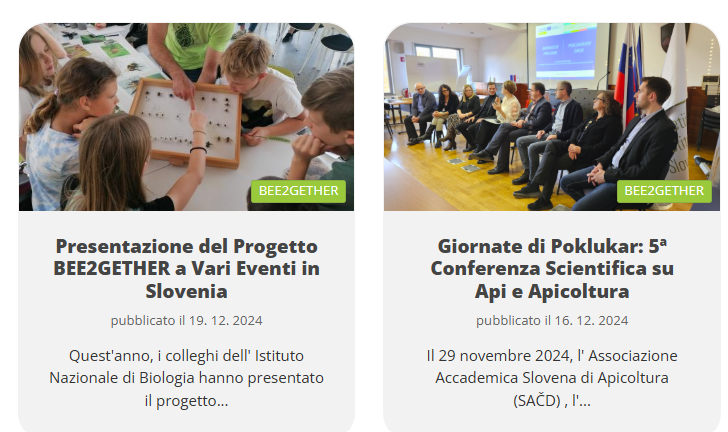 BEE2GETHER
Presentazione del Progetto
BEE2GETHER a Vari Eventi in
Slovenia
pubblicato il 19. 12. 2024
Quest'anno, i colleghi dell' Istituto
Nazionale di Biologia hanno presentato
il progetto...
BEE2GETHER
Giornate di Poklukar: 5ª
Conferenza Scientifica su
Api e Apicoltura
pubblicato il 16. 12. 2024
Il 29 novembre 2024, l' Associazione
Accademica Slovena di Apicoltura
(SAČD) , l'...